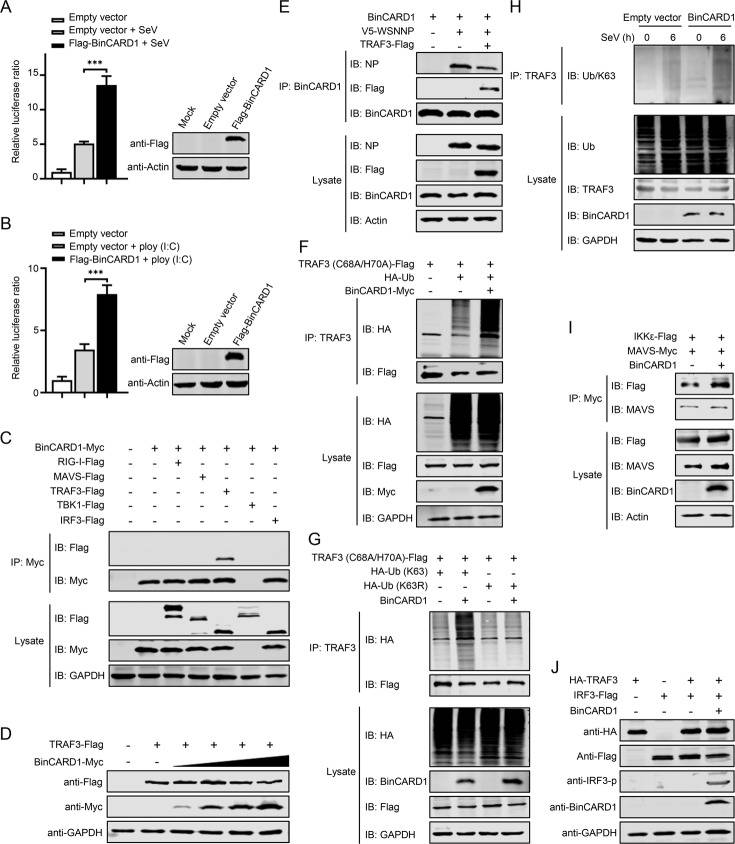 A
Empty vector
Empty vector + SeV
Flag-BinCARD1 + SeV
Relative luciferase ratio
15
10
5
0
***
Mock
Empty vector
Flag-BinCARD1
anti-Flag
anti-Actin
B
Empty vector
Empty vector + ploy (I:C)
Flag-BinCARD1 + ploy (I:C)
Relative luciferase ratio
10
5
0
***
Mock
Empty vector
Flag-BinCARD1
anti-Flag
anti-Actin
C
BinCARD1-Myc - + + + + + +
RIG-I-Flag - - + - - - -
MAVS-Flag - - - + - - -
TRAF3-Flag - - - - + - -
TBK1-Flag - - - - - + -
IRF3-Flag - - - - - - +
IP: Myc
IB: Flag
IB: Myc
Lysate
IB: Flag
IB: Myc
IB: GAPDH
D
TRAF3-Flag - + + + + +
BinCARD1-Myc - -
anti-Flag
anti-Myc
anti-GAPDH
E
BinCARD1 + + +
V5-WSNNP - + +
TRAF3-Flag - - +
IP: BinCARD1
IB: NP
IB: Flag
IB: BinCARD1
Lysate
IB: NP
IB: Flag
IB: BinCARD1
IB: Actin
F
TRAF3 (C68A/H70A)-Flag + + +
HA-Ub - + +
BinCARD1-Myc - - +
IP: TRAF3
IB: HA
IB: Flag
Lysate
IB: HA
IB: Flag
IB: Myc
IB: GAPDH
G
TRAF3 (C68A/H70A)-Flag + + + +
HA-Ub (K63) + + - -
HA-Ub (K63R) - - + +
BinCARD1 - + - +
IP: TRAF3
IB: HA
IB: Flag
Lysate
IB: HA
IB: BinCARD1
IB: Flag
IB: GAPDH
H
Empty vector BinCARD1
SeV (h) 0 6 0 6
IP: TRAF3
IB: Ub/K63
Lysate
IB: Ub
IB: TRAF3
IB: BinCARD1
IB: GAPDH
I
IKKε-Flag + +
MAVS-Myc + +
BinCARD1 - +
IP: Myc
IB: Flag
IB: MAVS
Lysate
IB: Flag
IB: MAVS
IB: BinCARD1
IB: Actin
J
HA-TRAF3 + - + +
IRF3-Flag - + + +
BinCARD1 - - - +
anti-HA
Anti-Flag
anti-IRF3-p
anti-BinCARD1
anti-GAPDH